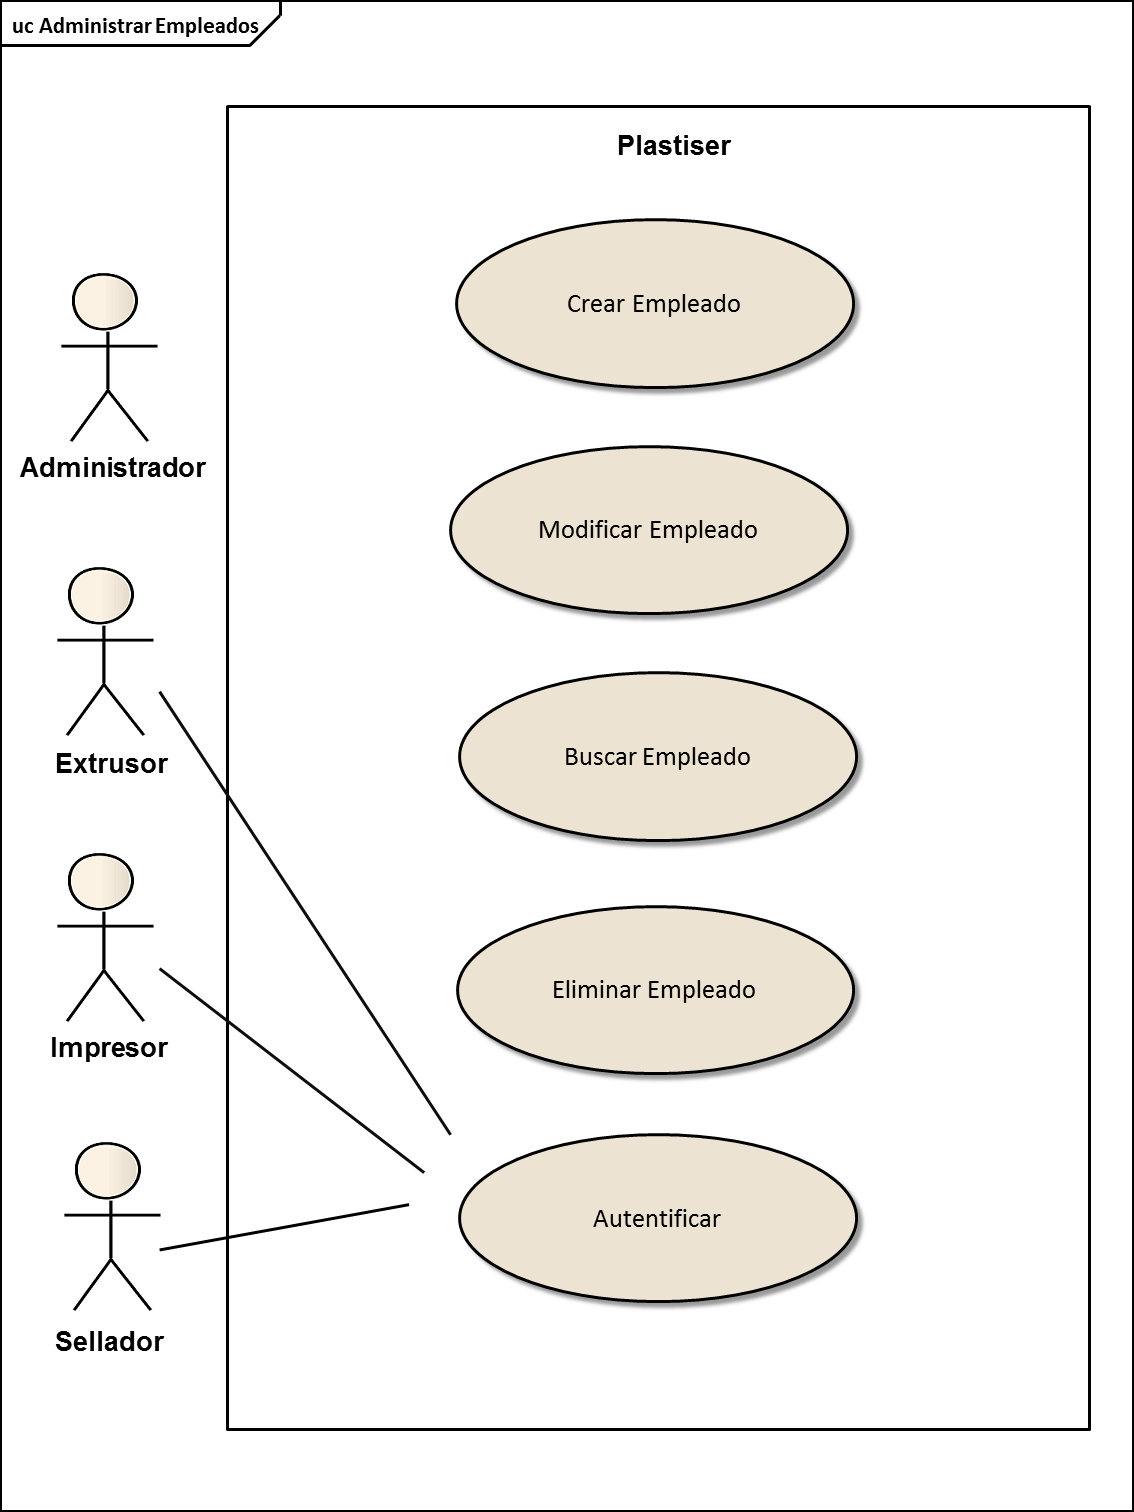 uc Administrar Empleados
Plastiser
Crear Empleado
Administrador
Modificar Empleado
Extrusor
Buscar Empleado
Impresor
Eliminar Empleado
Sellador
Autentificar